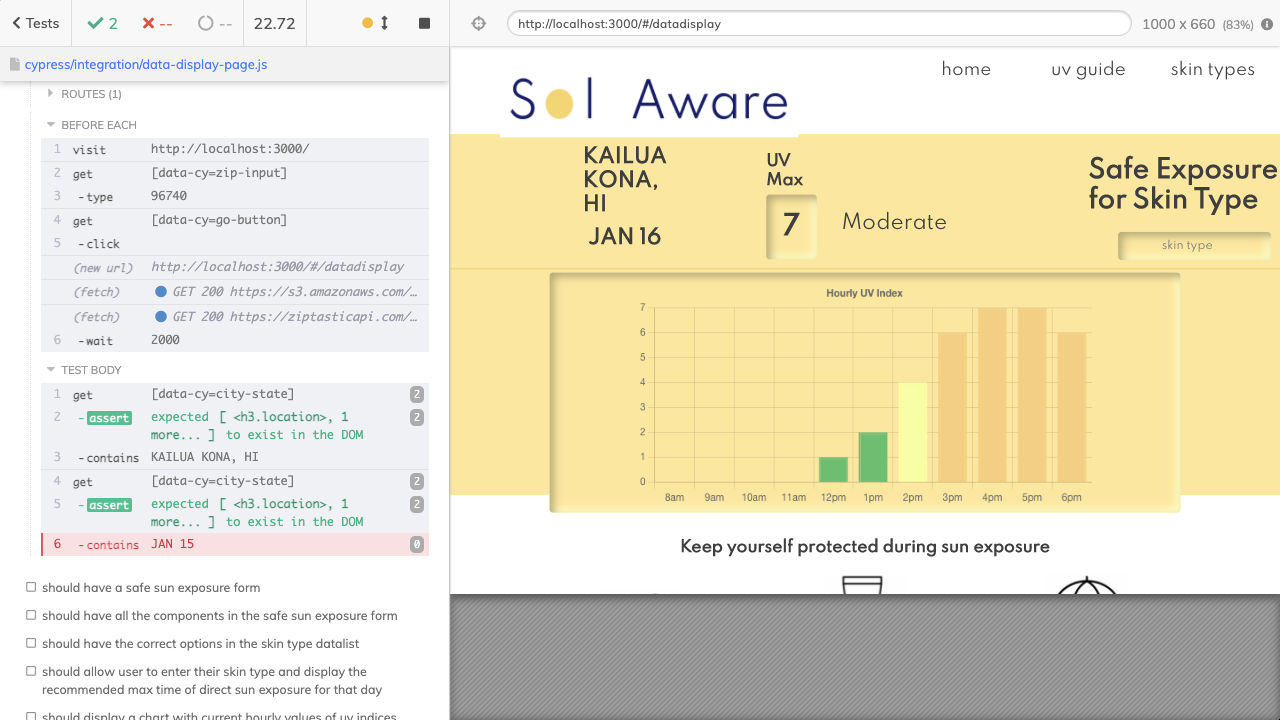 Tests
2
--
--
22.72
cypress/integration/data-display-page.js
ROUTES (1)
BEFORE EACH
1 visit http://localhost:3000/
2 get [data-cy=zip-input]
3 -type 96740
4 get [data-cy=go-button]
5 -click
(new url) http://localhost:3000/#/datadisplay
(fetch) GET 200 https://s3.amazonaws.com/…
(fetch) GET 200 https://ziptasticapi.com/…
6 -wait 2000
TEST BODY
1 get [data-cy=city-state] 2
2 -assert expected [ <h3.location>, 1 2
more... ] to exist in the DOM
3 -contains KAILUA KONA, HI
4 get [data-cy=city-state] 2
5 -assert expected [ <h3.location>, 1 2
more... ] to exist in the DOM
6 -contains JAN 15 0
should have a safe sun exposure form
should have all the components in the safe sun exposure form
should have the correct options in the skin type datalist
should allow user to enter their skin type and display the
recommended max time of direct sun exposure for that day
should display a chart with current hourly values of uv indices
http://localhost:3000/#/datadisplay
1000 x 660 (83%)
home uv guide skin types
Sol Aware
KAILUA
KONA,
HI
JAN 16
UV
Max
7
Moderate
Safe Exposure
for Skin Type
skin type
Hourly UV Index
7
6
5
4
3
2
1
0
8am 9am 10am 11am 12pm 1pm 2pm 3pm 4pm 5pm 6pm
Keep yourself protected during sun exposure